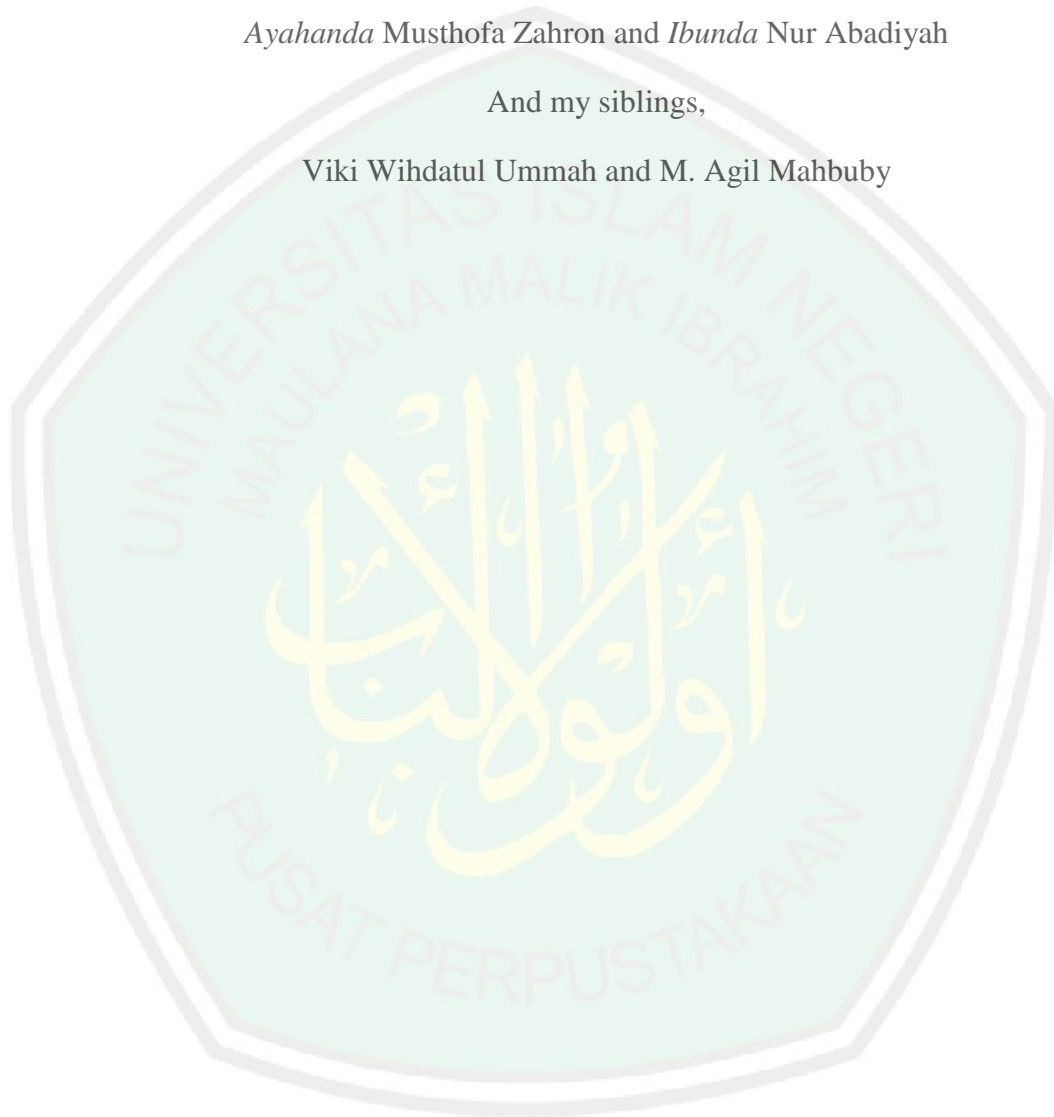 Ayahanda Musthofa Zahron and Ibunda Nur Abadiyah
And my siblings,
Viki Wihdatul Ummah and M. Agil Mahbuby
UNIVERSITAS ISLAM NEGERI
MAULANA MALIK IBRAHIM
أولوا الألباب
PUSAT PERPUSTAKAAN